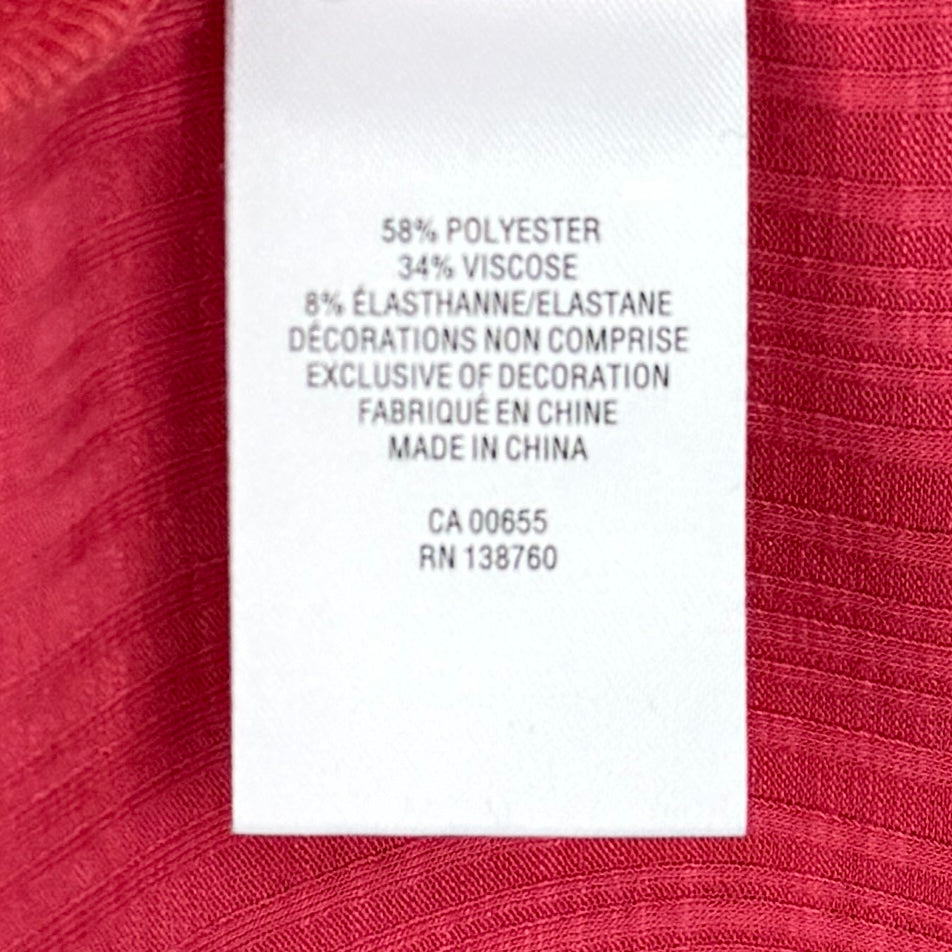 58% POLYESTER
34% VISCOSE
8% ÉLASTHANNE/ELASTANE
DÉCORATIONS NON COMPRISE
EXCLUSIVE OF DECORATION
FABRIQUÉ EN CHINE
MADE IN CHINA
CA 00655
RN 138760